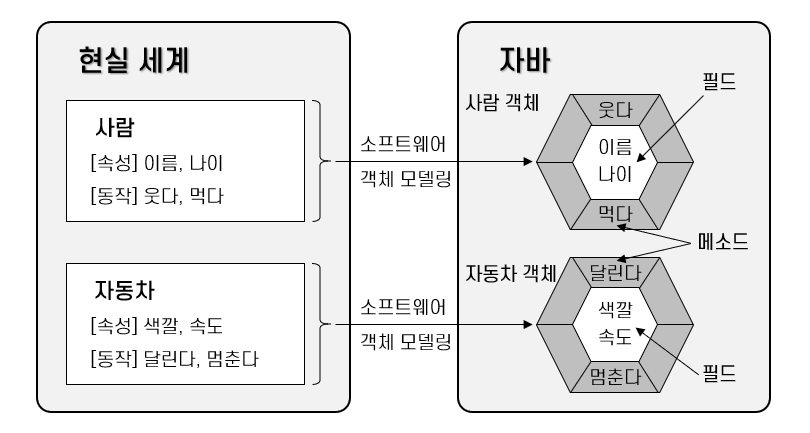 현실 세계
사람
[속성] 이름, 나이
[동작] 웃다, 먹다
자동차
[속성] 색깔, 속도
[동작] 달린다, 멈춘다
소프트웨어
객체 모델링
소프트웨어
객체 모델링
자바
사람 객체
필드
웃다
이름
나이
먹다
메소드
자동차 객체
달린다
색깔
속도
멈춘다
필드